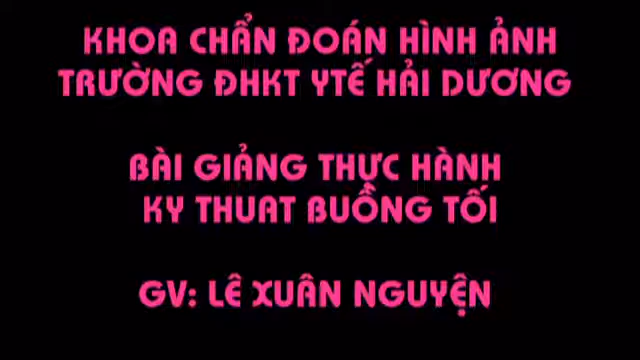 KHOA CHẨN ĐOÁN HÌNH ẢNH
TRƯỜNG ĐHKT YTẾ HẢI DƯƠNG
BÀI GIẢNG THỰC HÀNH
KY THUAT BUỒNG TỐI
GV: LÊ XUÂN NGUYỆN